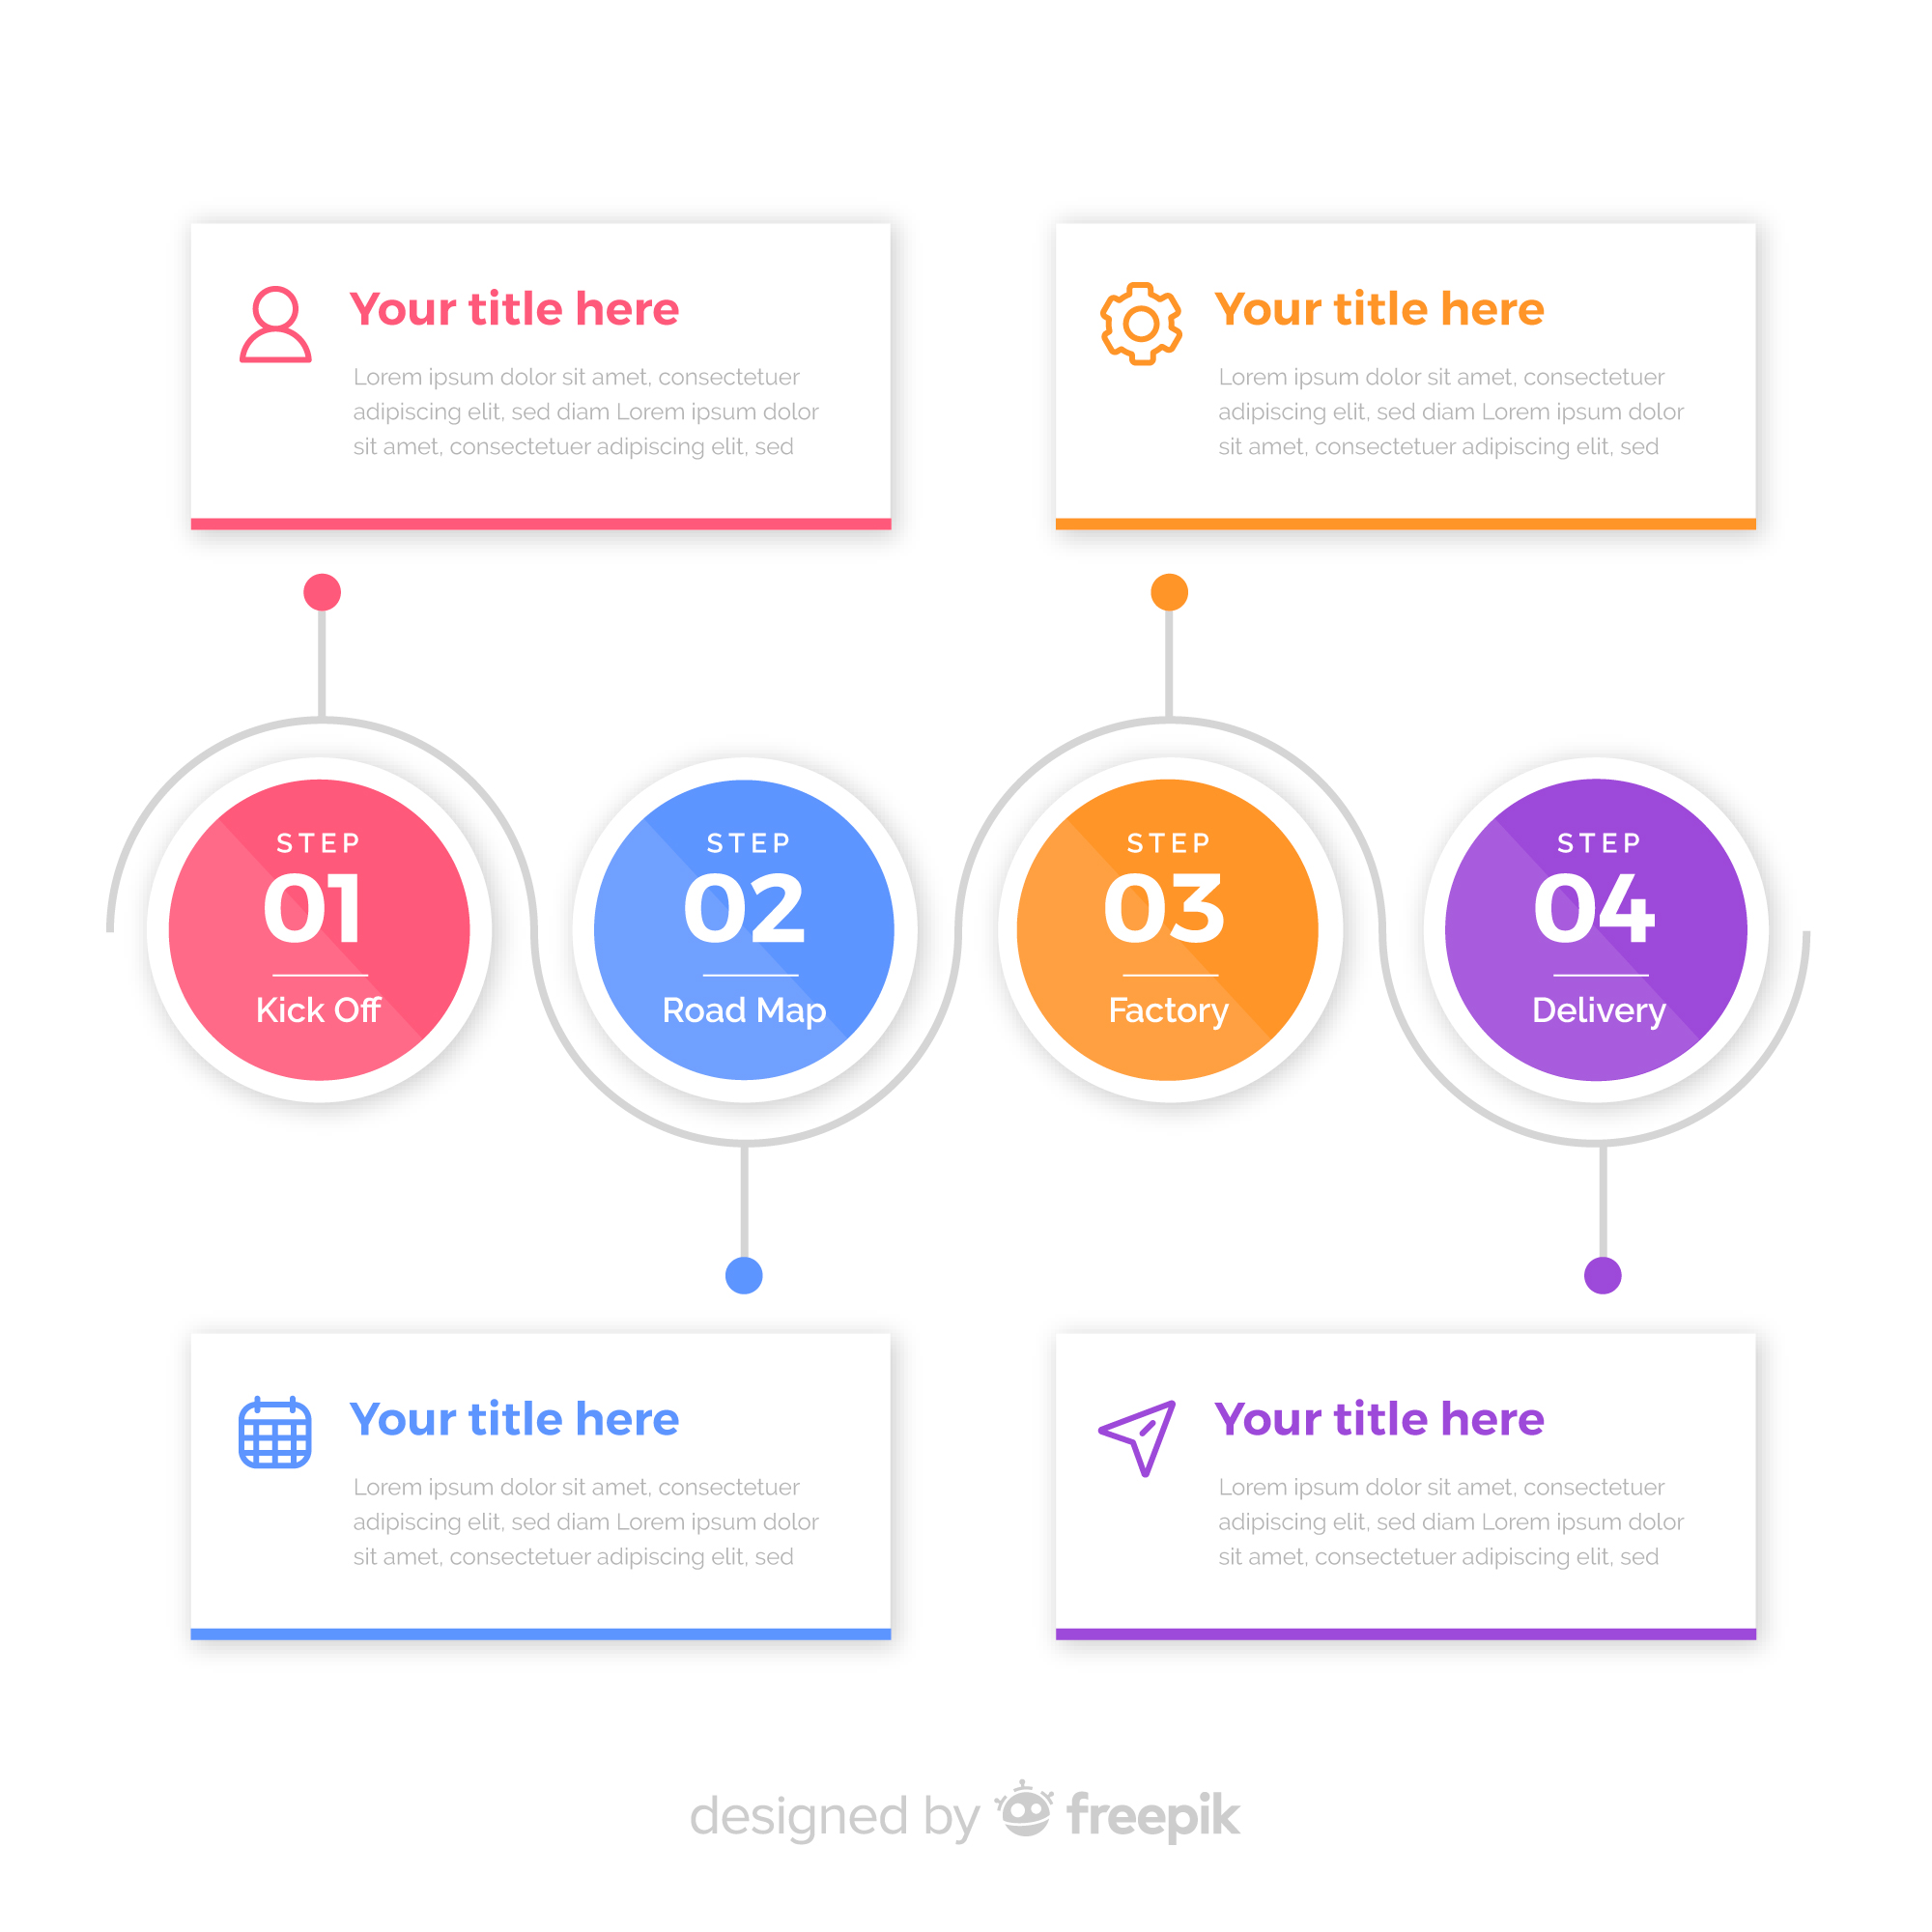 Your title here
Lorem ipsum dolor sit amet, consectetuer
adipiscing elit, sed diam Lorem ipsum dolor
sit amet, consectetuer adipiscing elit, sed
Your title here
Lorem ipsum dolor sit amet, consectetuer
adipiscing elit, sed diam Lorem ipsum dolor
sit amet, consectetuer adipiscing elit, sed
STEP
01
Kick Off
STEP
02
Road Map
STEP
03
Factory
STEP
04
Delivery
Your title here
Lorem ipsum dolor sit amet, consectetuer
adipiscing elit, sed diam Lorem ipsum dolor
sit amet, consectetuer adipiscing elit, sed
Your title here
Lorem ipsum dolor sit amet, consectetuer
adipiscing elit, sed diam Lorem ipsum dolor
sit amet, consectetuer adipiscing elit, sed
designed by freepik